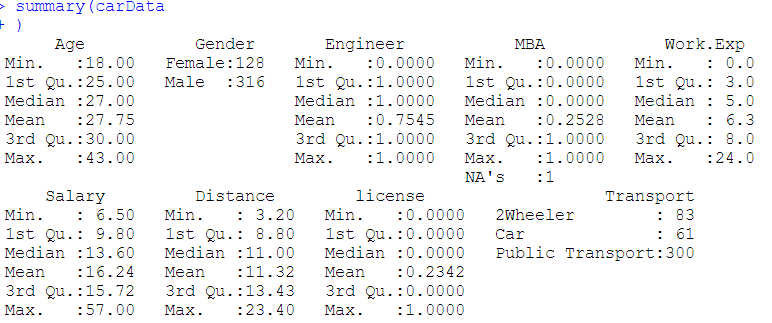 > summary(carData
+ )
      Age           Gender       Engineer           MBA            Work.Exp
 Min.   :18.00   Female:128   Min.   :0.0000   Min.   :0.0000   Min.   : 0.0
 1st Qu.:25.00   Male  :316   1st Qu.:1.0000   1st Qu.:0.0000   1st Qu.: 3.0
 Median :27.00                Median :1.0000   Median :0.0000   Median : 5.0
 Mean   :27.75                Mean   :0.7545   Mean   :0.2528   Mean   : 6.3
 3rd Qu.:30.00                3rd Qu.:1.0000   3rd Qu.:1.0000   3rd Qu.: 8.0
 Max.   :43.00                Max.   :1.0000   Max.   :1.0000   Max.   :24.0
                                               NA's   :1
     Salary         Distance        license                  Transport
 Min.   : 6.50   Min.   : 3.20   Min.   :0.0000   2Wheeler        : 83
 1st Qu.: 9.80   1st Qu.: 8.80   1st Qu.:0.0000   Car             : 61
 Median :13.60   Median :11.00   Median :0.0000   Public Transport:300
 Mean   :16.24   Mean   :11.32   Mean   :0.2342
 3rd Qu.:15.72   3rd Qu.:13.43   3rd Qu.:0.0000
 Max.   :57.00   Max.   :23.40   Max.   :1.0000